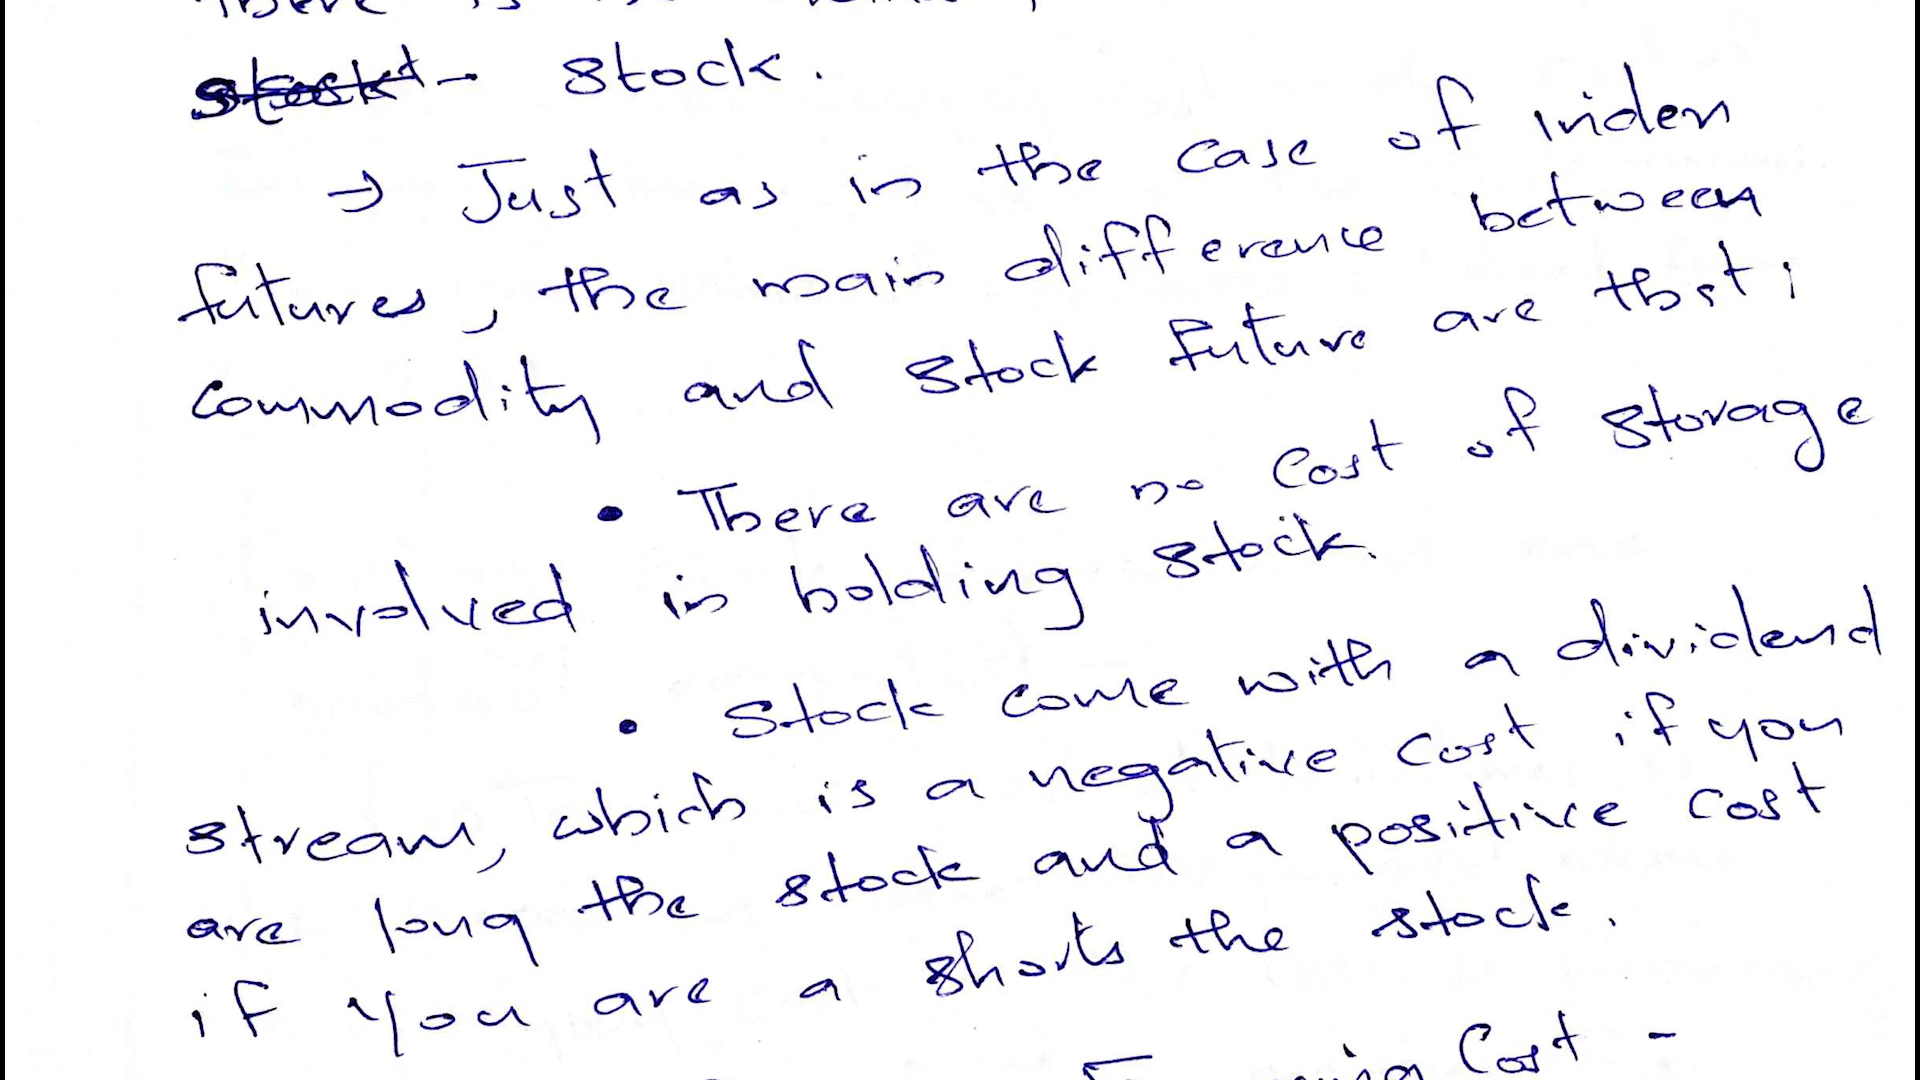 stock - stock.
→ Just as in the case of inden
futures, the main difference between
commodity and stock future are that;
• There are no cost of storage
involved in holding stock.
• Stock come with a dividend
stream, which is a negative cost if you
are long the stock and a positive cost
if you are a shorts the stock.
Cost -